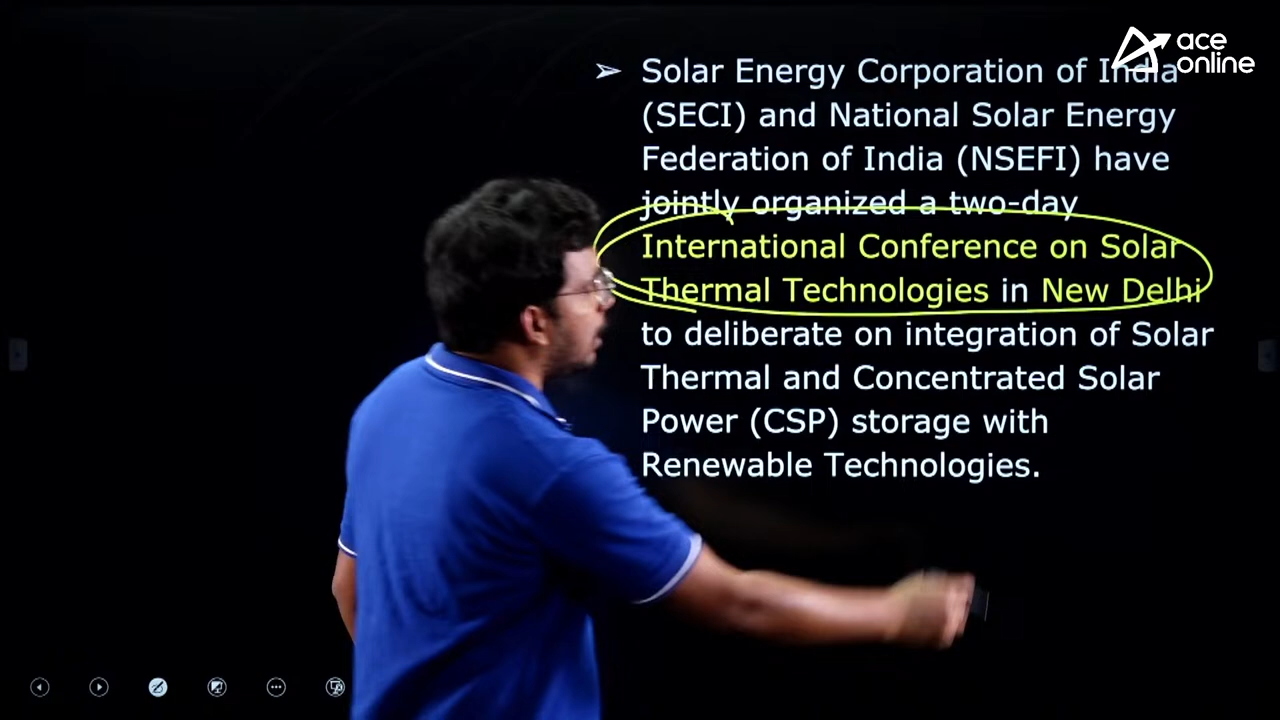 ace
online
➢ Solar Energy Corporation of India
(SECI) and National Solar Energy
Federation of India (NSEFI) have
jointly organized a two-day
International Conference on Solar
Thermal Technologies in New Delhi
to deliberate on integration of Solar
Thermal and Concentrated Solar
Power (CSP) storage with
Renewable Technologies.